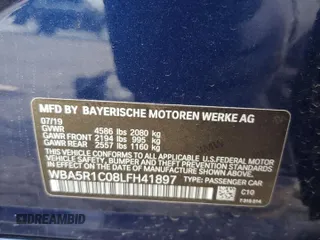 MFD BY BAYERISCHE MOTOREN WERKE AG
07/19
GVWR 4586 lbs 2080 kg
GAWR FRONT 2194 lbs 995 kg
GAWR REAR 2557 lbs 1160 kg
THIS VEHICLE CONFORMS TO ALL APPLICABLE FEDERAL MOTOR VEHICLE SAFETY, BUMPER, AND THEFT PREVENTION STANDARDS IN EFFECT ON THE DATE OF MANUFACTURE SHOWN ABOVE.
WBA5R1C08LFH41897
TYPE: PASSENGER CAR
C10
DREAMBID